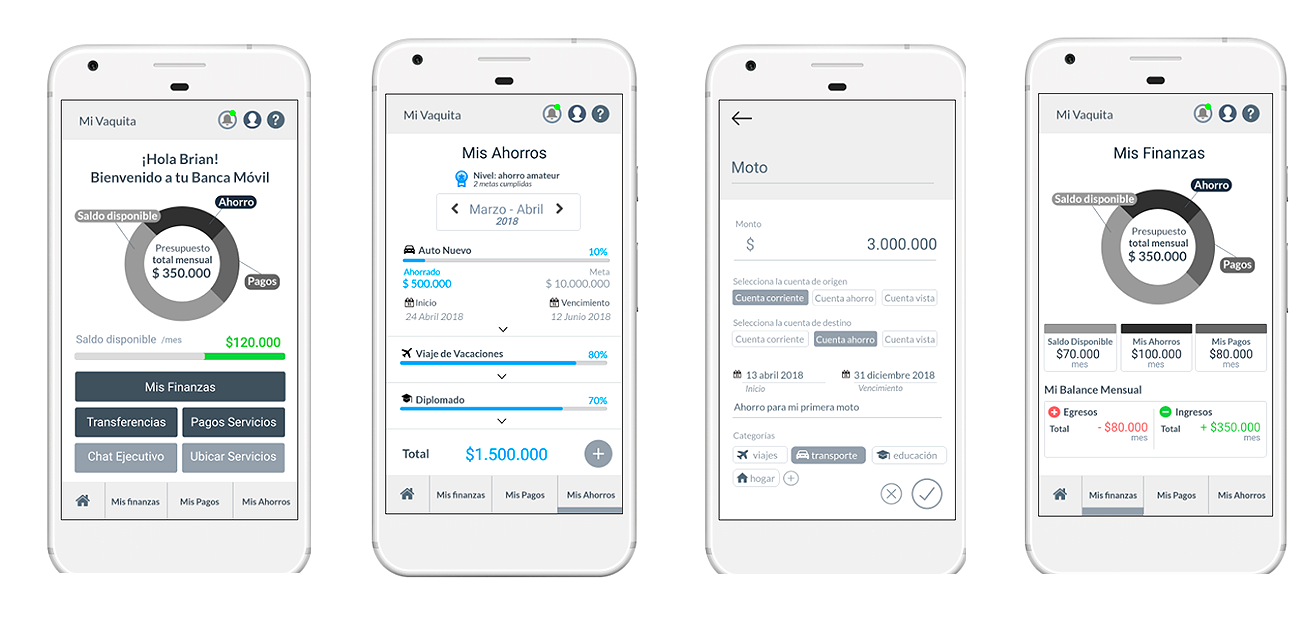 Mi Vaquita
?
¡Hola Brian!
Bienvenido a tu Banca Móvil
Ahorro
Saldo disponible
Presupuesto
total mensual
$ 350.000
Pagos
Saldo disponible /mes $120.000
Mis Finanzas
Transferencias Pagos Servicios
Chat Ejecutivo Ubicar Servicios
Mis finanzas Mis Pagos Mis Ahorros
Mi Vaquita
?
Mis Ahorros
Nivel: ahorro amateur
2 metas cumplidas
Marzo - Abril
2018
Auto Nuevo 10%
Ahorrado Meta
$ 500.000 $ 10.000.000
Inicio Vencimiento
24 Abril 2018 12 Junio 2018
Viaje de Vacaciones 80%
Diplomado 70%
Total $1.500.000 +
Mis finanzas Mis Pagos Mis Ahorros
Moto
Monto
$ 3.000.000
Selecciona la cuenta de origen
Cuenta corriente Cuenta ahorro Cuenta vista
Selecciona la cuenta de destino
Cuenta corriente Cuenta ahorro Cuenta vista
13 abril 2018 31 diciembre 2018
Inicio Vencimiento
Ahorro para mi primera moto
Categorías
viajes transporte educación
hogar
Mi Vaquita
?
Mis Finanzas
Ahorro
Saldo disponible
Presupuesto
total mensual
$ 350.000
Pagos
Saldo Disponible Mis Ahorros Mis Pagos
$70.000 $100.000 $80.000
mes mes mes
Mi Balance Mensual
Egresos Ingresos
Total - $80.000 Total + $350.000
mes mes
Mis finanzas Mis Pagos Mis Ahorros